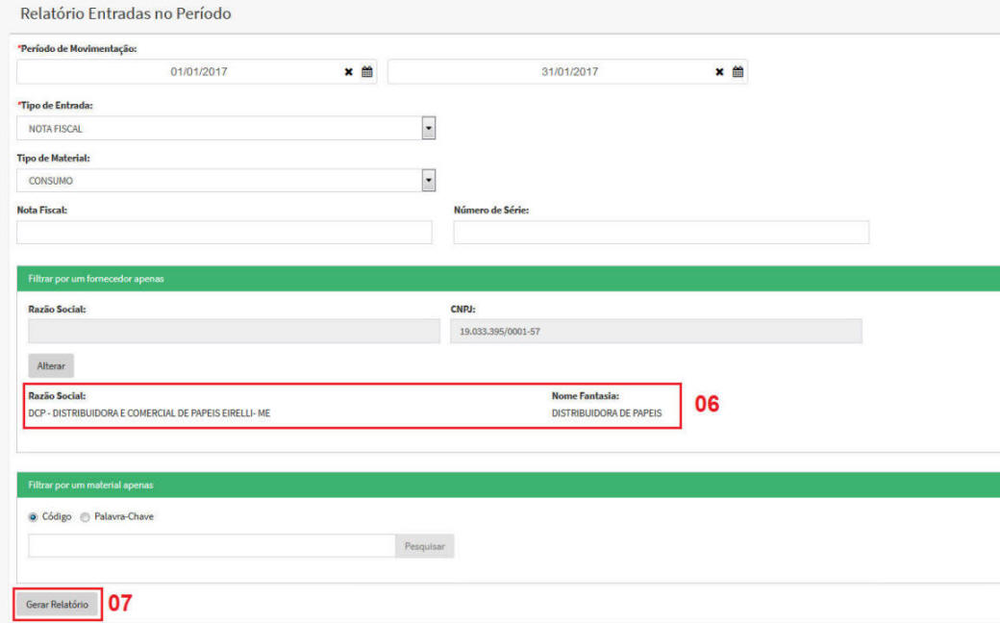 Relatório Entradas no Período
*Período de Movimentação:
01/01/2017 31/01/2017
*Tipo de Entrada:
NOTA FISCAL
Tipo de Material:
CONSUMO
Nota Fiscal: Número de Série:
Filtrar por um fornecedor apenas
Razão Social: CNPJ:
19.033.395/0001-57
Alterar
Razão Social: Nome Fantasia: 06
DCP - DISTRIBUIDORA E COMERCIAL DE PAPEIS EIRELLI- ME DISTRIBUIDORA DE PAPEIS
Filtrar por um material apenas
Código Palavra-Chave
Pesquisar
Gerar Relatório 07